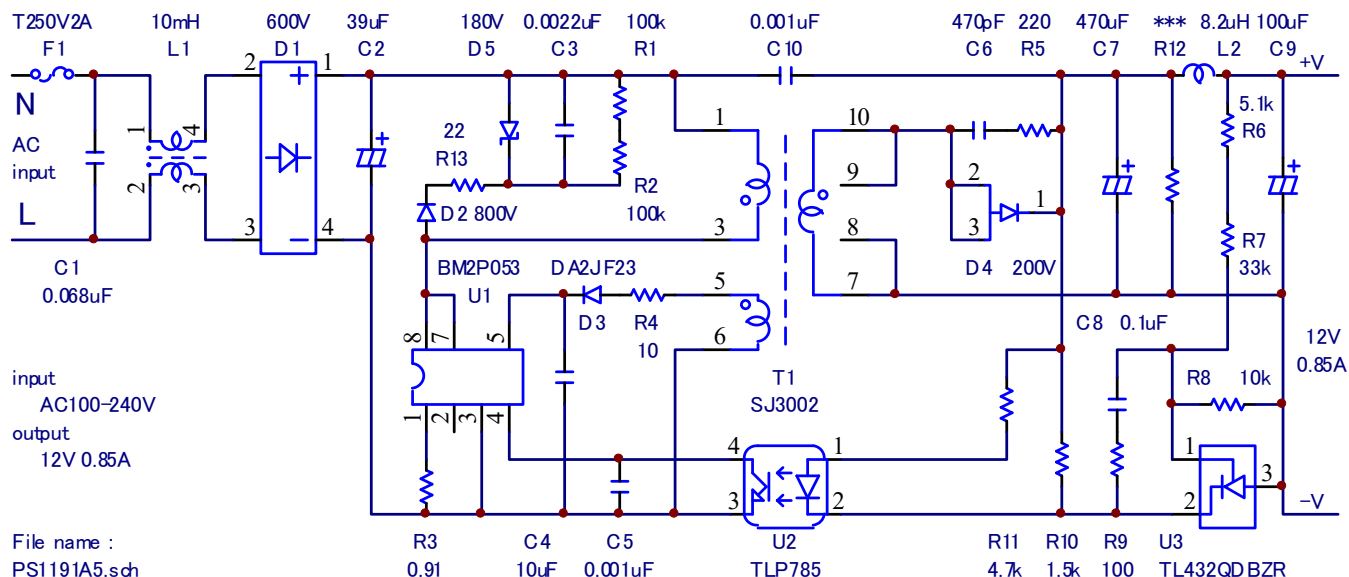 T250V2A 10mH 600V 39uF 180V 0.0022uF 100k 0.001uF 470pF 220 470uF *** 8.2uH 100uF
F1 L1 D1 C2 D5 C3 R1 C10 C6 R5 C7 R12 L2 C9
2 + 1 +V
N
5.1k
1 4 22 1 10 R6
AC
R13
input 2 3 R2 9 2 1
L 100k
D2 800V
3 - 4 3 8 3 R7
C1 BM2P053 DA2JF23 D4 200V 33k
0.068uF U1 5 7
D3 R4 C8 0.1uF
8 7 5 10 6 12V
0.85A
input T1 R8 10k
AC100-240V SJ3002
output 1 2 3 4
12V 0.85A 4 1 1
3
3 2 2 -V
File name : R3 C4 C5 U2 R11 R10 R9 U3
PS1191A5.sch 0.91 10uF 0.001uF TLP785 4.7k 1.5k 100 TL432QDBZR